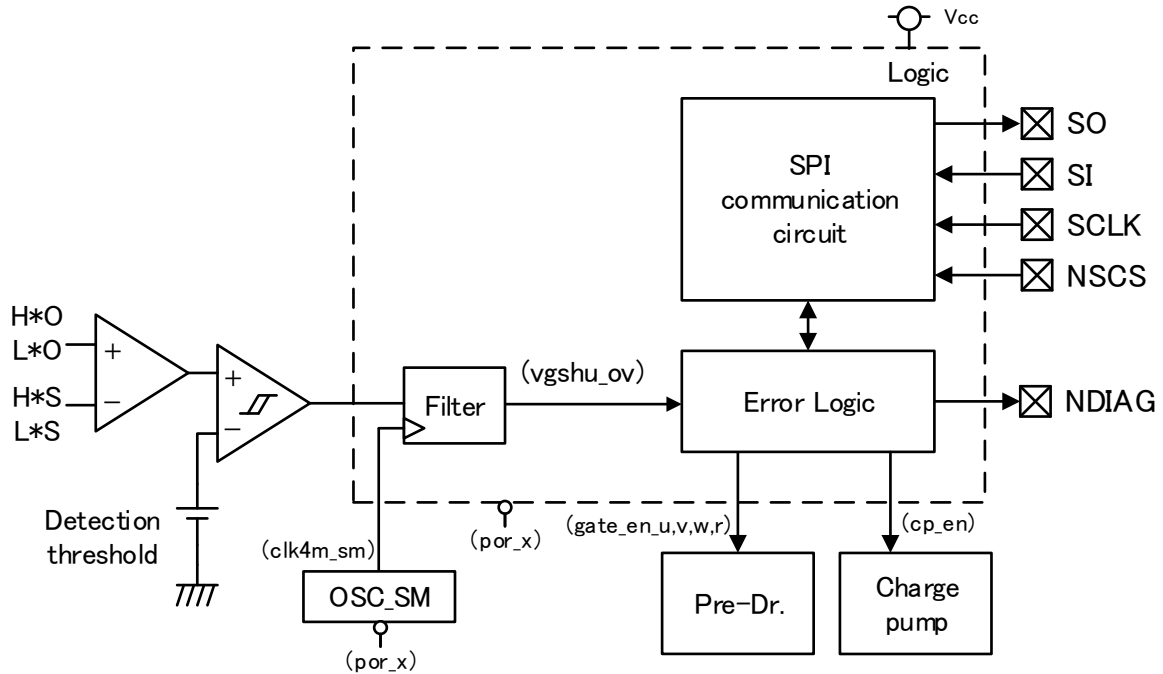 Vcc
Logic
SPI
communication
circuit
SO
SI
SCLK
NSCS
H*O
L*O
H*S
L*S
+
−
+
−
Filter
(vgshu_ov)
Error Logic
NDIAG
Detection
threshold
(clk4m_sm)
(por_x)
(gate_en_u,v,w,r)
(cp_en)
OSC_SM
(por_x)
Pre-Dr.
Charge
pump